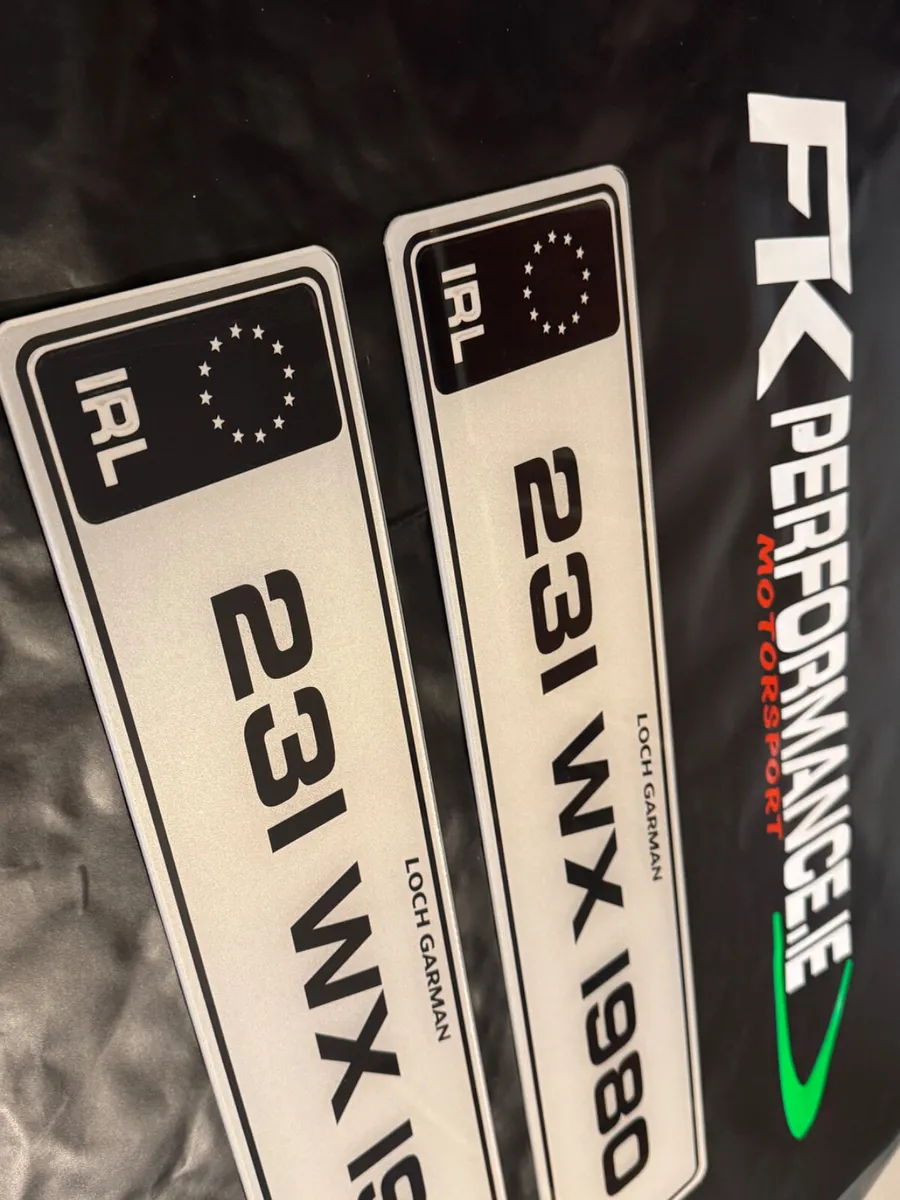 FK PERFORMANCE.IE
MOTORSPORT
LOCH GARMAN
IRL
231 WX 1980
LOCH GARMAN
IRL
231 WX 19